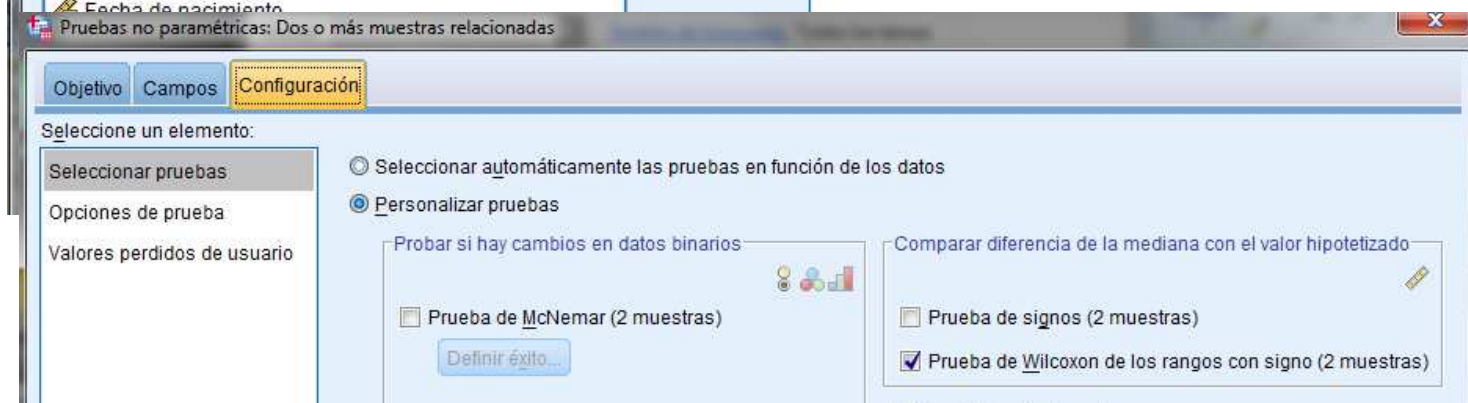 Fecha de nacimiento
Pruebas no paramétricas: Dos o más muestras relacionadas
Objetivo Campos Configuración
Seleccione un elemento:
Seleccionar pruebas
Opciones de prueba
Valores perdidos de usuario
Seleccionar automáticamente las pruebas en función de los datos
Personalizar pruebas
Probar si hay cambios en datos binarios
Prueba de McNemar (2 muestras)
Definir éxito...
Comparar diferencia de la mediana con el valor hipotetizado
Prueba de signos (2 muestras)
Prueba de Wilcoxon de los rangos con signo (2 muestras)